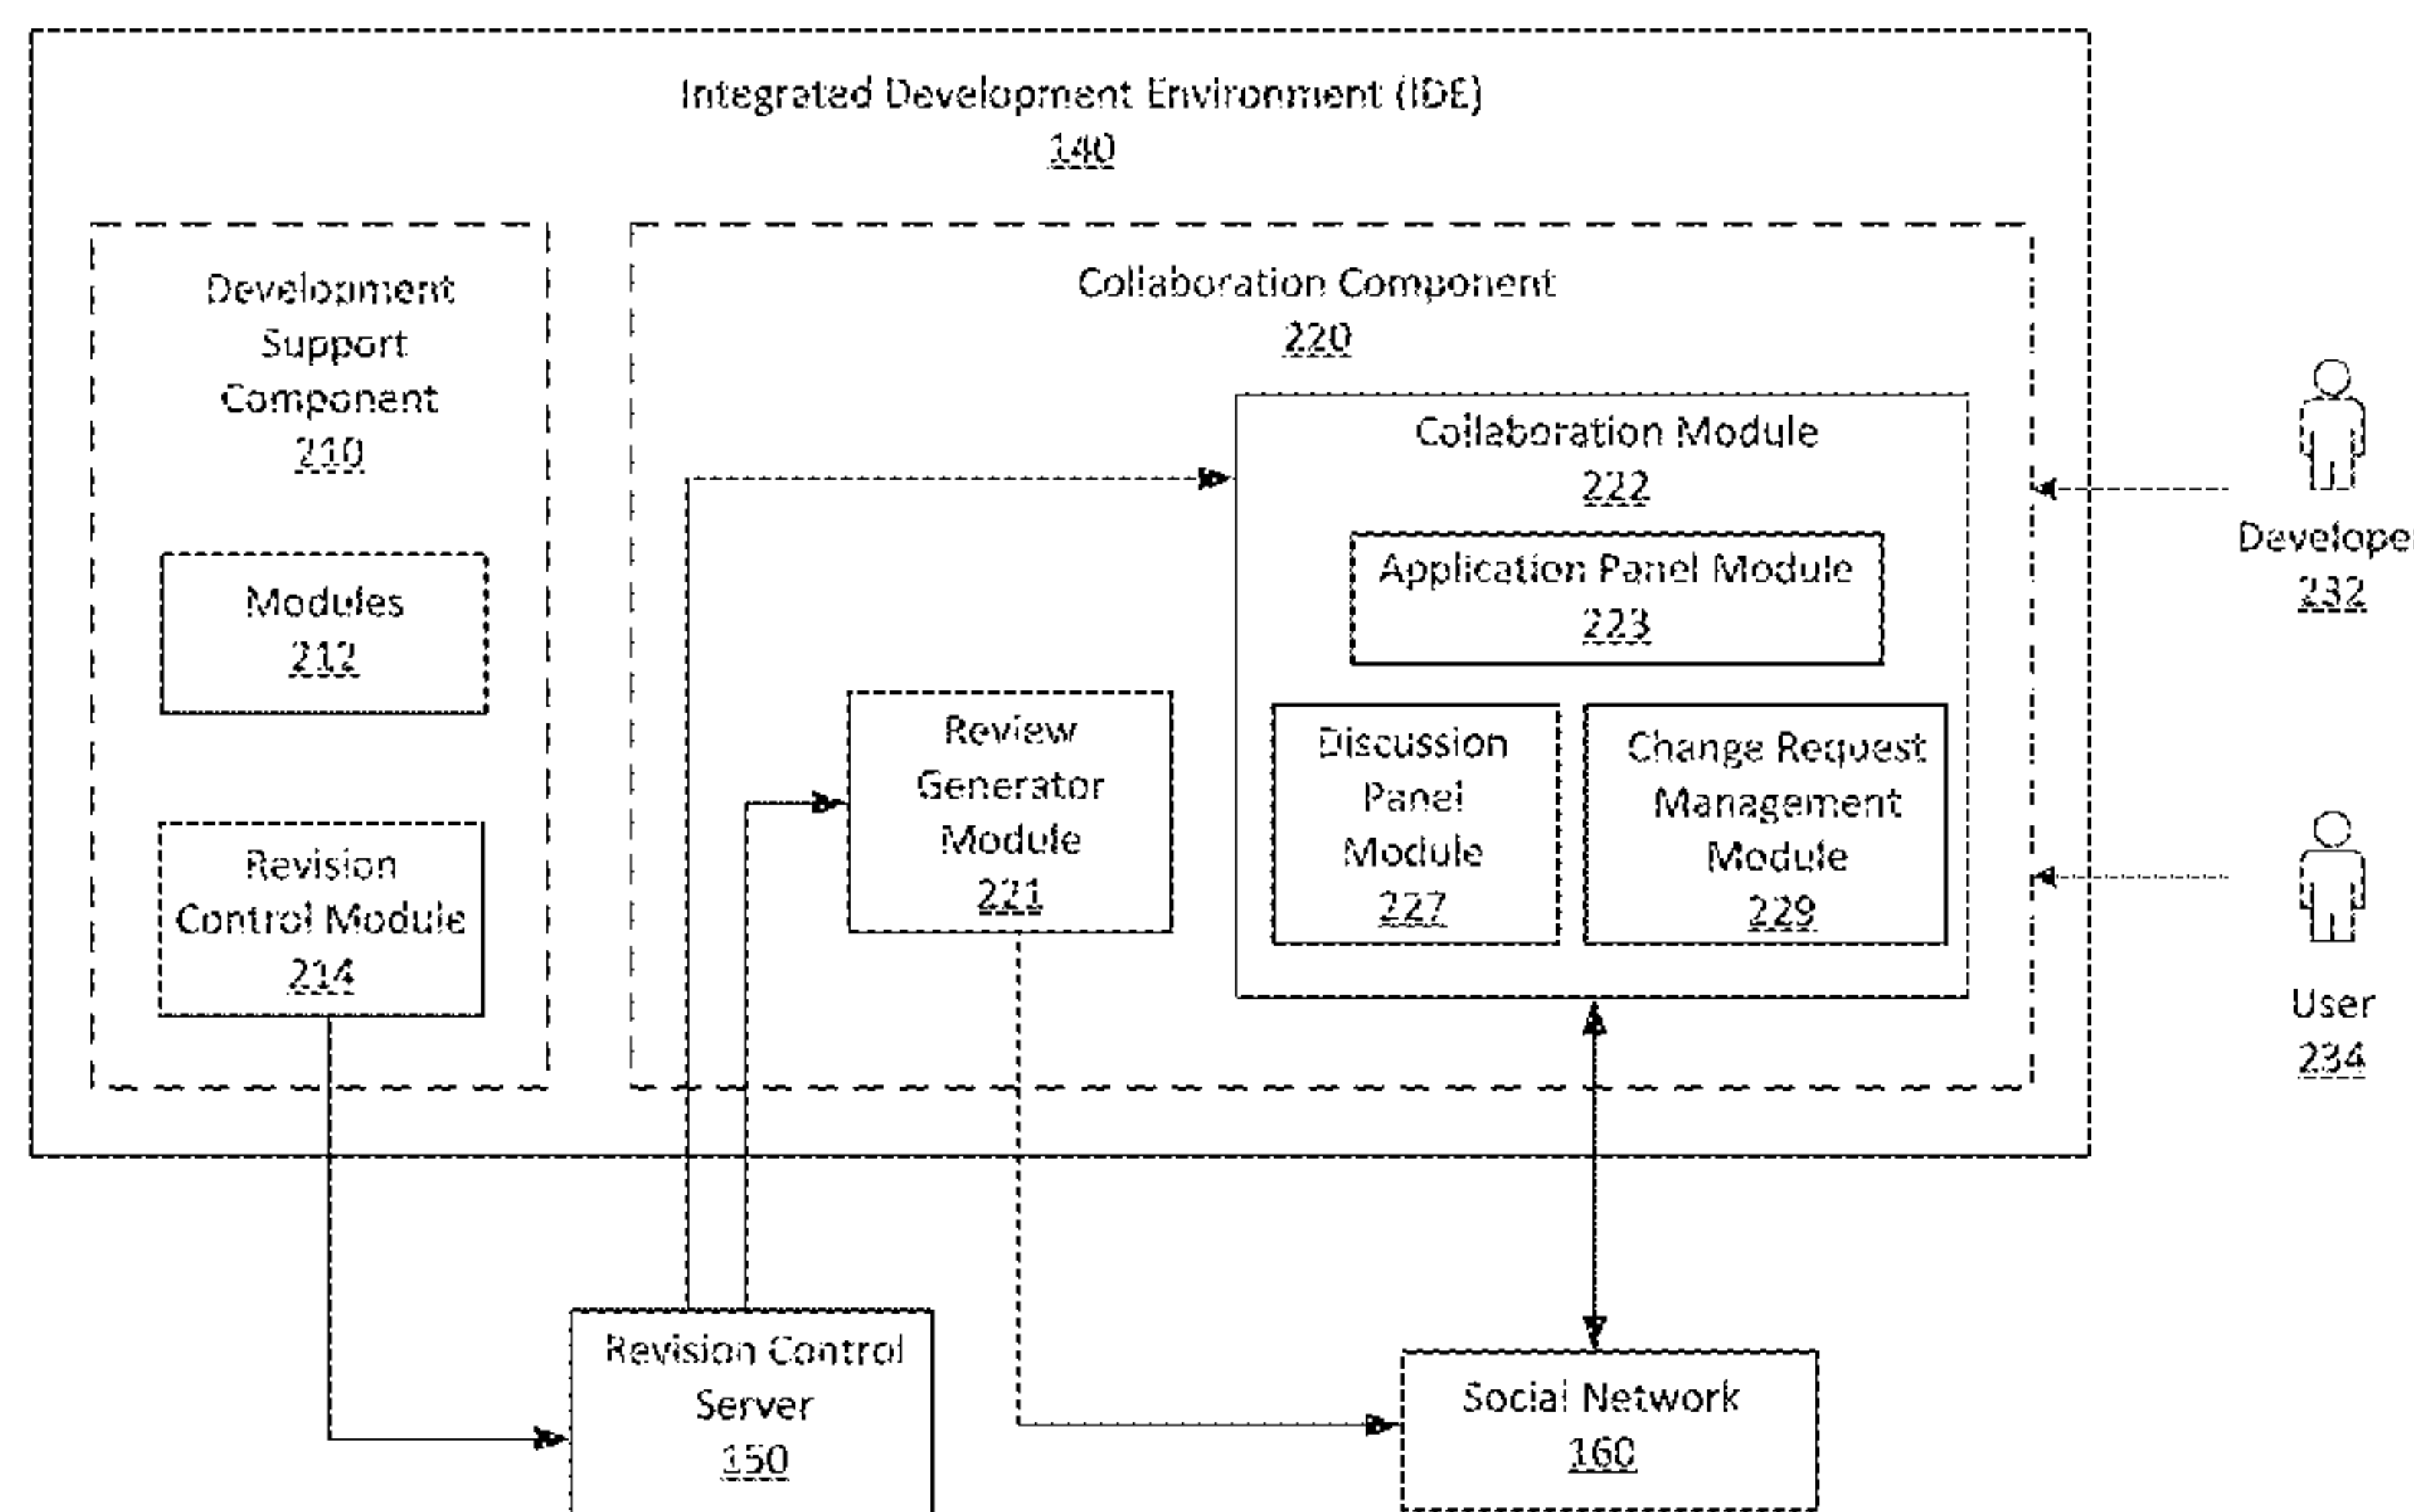 Integrated Development Environment (IDE)
140
Development
Support
Component
210
Modules
212
Revision
Control Module
214
Collaboration Component
220
Review
Generator
Module
221
Collaboration Module
222
Application Panel Module
223
Discussion
Panel
Module
227
Change Request
Management
Module
229
Developer
232
User
234
Revision Control
Server
150
Social Network
160